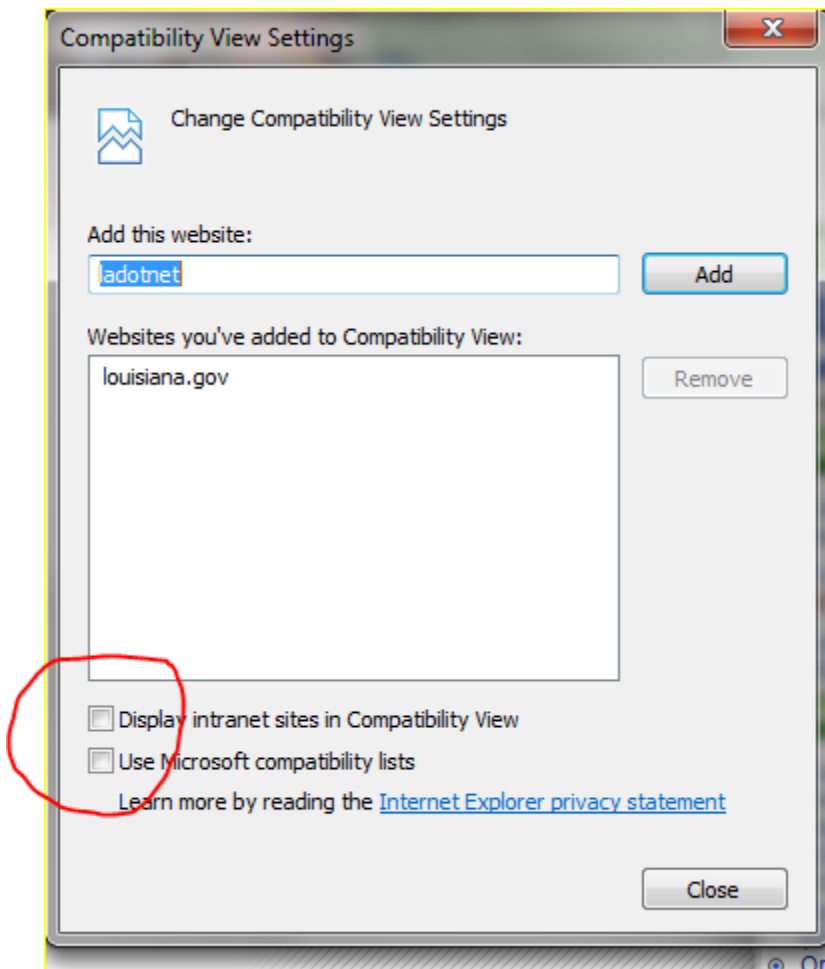 Compatibility View Settings
Change Compatibility View Settings
Add this website:
ladotnet
Add
Websites you've added to Compatibility View:
louisiana.gov
Remove
Display intranet sites in Compatibility View
Use Microsoft compatibility lists
Learn more by reading the Internet Explorer privacy statement
Close
Or